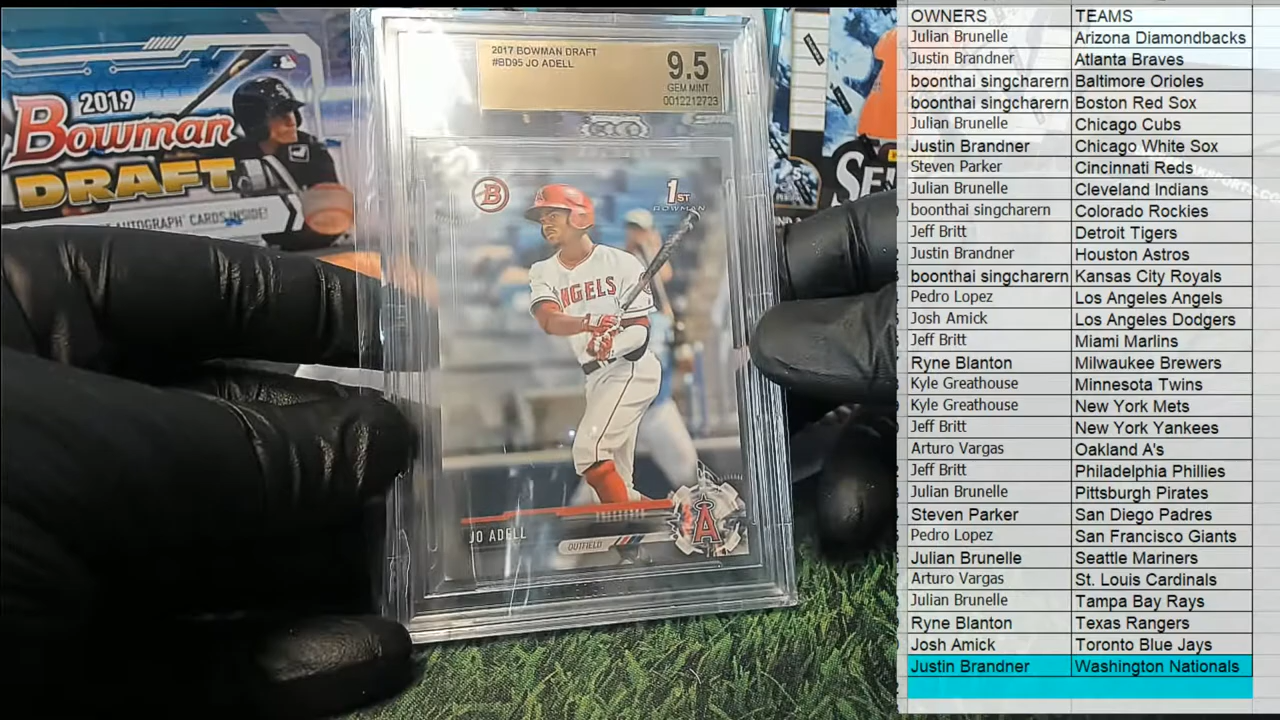 2019
Bowman
DRAFT
AUTOGRAPH CARDS INSIDE!
2017 BOWMAN DRAFT
#BD95 JO ADELL
9.5
GEM MINT
0012212723
B
1ST
BOWMAN
ANGELS
JO ADELL
OUTFIELD
A
SE
OWNERS TEAMS
Julian Brunelle Arizona Diamondbacks
Justin Brandner Atlanta Braves
boonthai singcharern Baltimore Orioles
boonthai singcharern Boston Red Sox
Julian Brunelle Chicago Cubs
Justin Brandner Chicago White Sox
Steven Parker Cincinnati Reds
Julian Brunelle Cleveland Indians
boonthai singcharern Colorado Rockies
Jeff Britt Detroit Tigers
Justin Brandner Houston Astros
boonthai singcharern Kansas City Royals
Pedro Lopez Los Angeles Angels
Josh Amick Los Angeles Dodgers
Jeff Britt Miami Marlins
Ryne Blanton Milwaukee Brewers
Kyle Greathouse Minnesota Twins
Kyle Greathouse New York Mets
Jeff Britt New York Yankees
Arturo Vargas Oakland A's
Jeff Britt Philadelphia Phillies
Julian Brunelle Pittsburgh Pirates
Steven Parker San Diego Padres
Pedro Lopez San Francisco Giants
Julian Brunelle Seattle Mariners
Arturo Vargas St. Louis Cardinals
Julian Brunelle Tampa Bay Rays
Ryne Blanton Texas Rangers
Josh Amick Toronto Blue Jays
Justin Brandner Washington Nationals